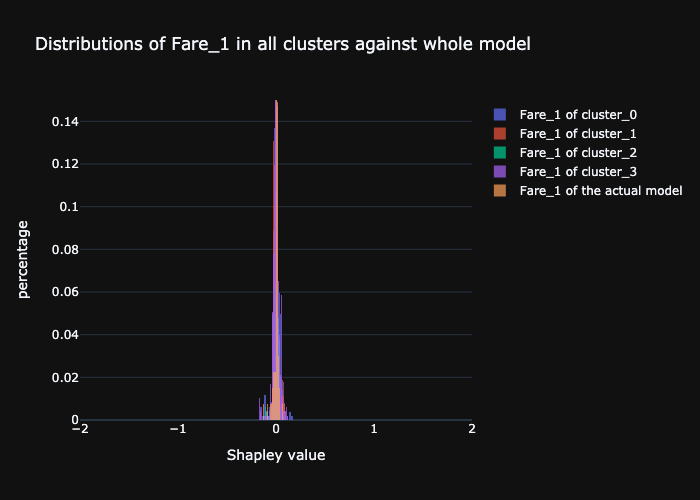 Distributions of Fare_1 in all clusters against whole model
Fare_1 of cluster_0
Fare_1 of cluster_1
Fare_1 of cluster_2
Fare_1 of cluster_3
Fare_1 of the actual model
percentage
0.14
0.12
0.1
0.08
0.06
0.04
0.02
0
−2 −1 0 1 2
Shapley value